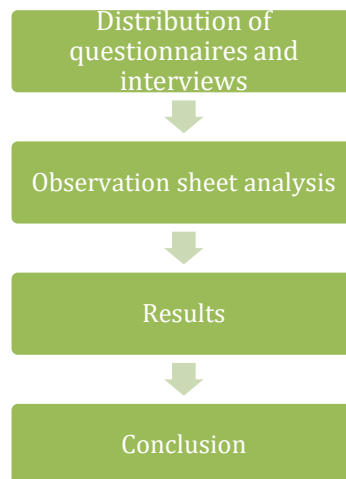 Distribution of
questionnaires and
interviews
Observation sheet analysis
Results
Conclusion